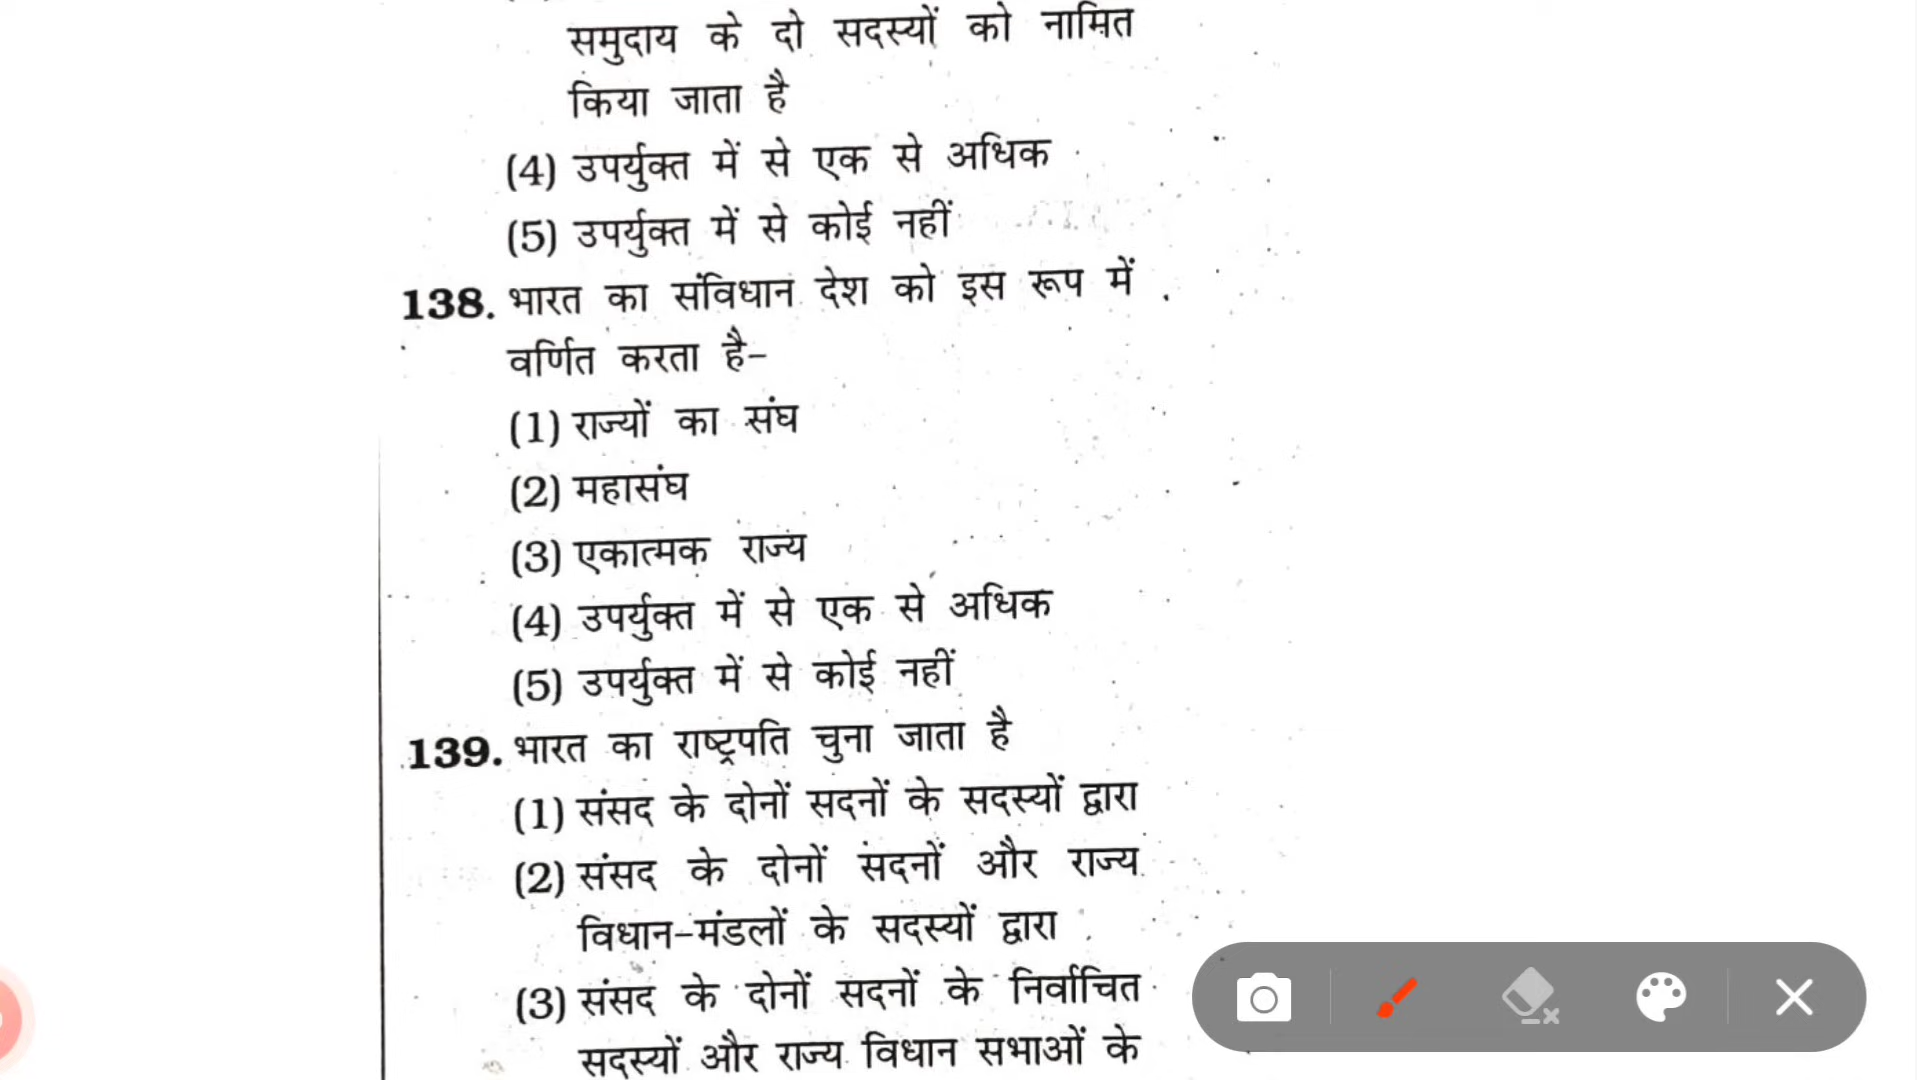 समुदाय के दो सदस्यों को नामित
किया जाता है
(4) उपर्युक्त में से एक से अधिक
(5) उपर्युक्त में से कोई नहीं
138. भारत का संविधान देश को इस रूप में
वर्णित करता है-
(1) राज्यों का संघ
(2) महासंघ
(3) एकात्मक राज्य
(4) उपर्युक्त में से एक से अधिक
(5) उपर्युक्त में से कोई नहीं
139. भारत का राष्ट्रपति चुना जाता है
(1) संसद के दोनों सदनों के सदस्यों द्वारा
(2) संसद के दोनों सदनों और राज्य
विधान-मंडलों के सदस्यों द्वारा
(3) संसद के दोनों सदनों के निर्वाचित
सदस्यों और राज्य विधान सभाओं के